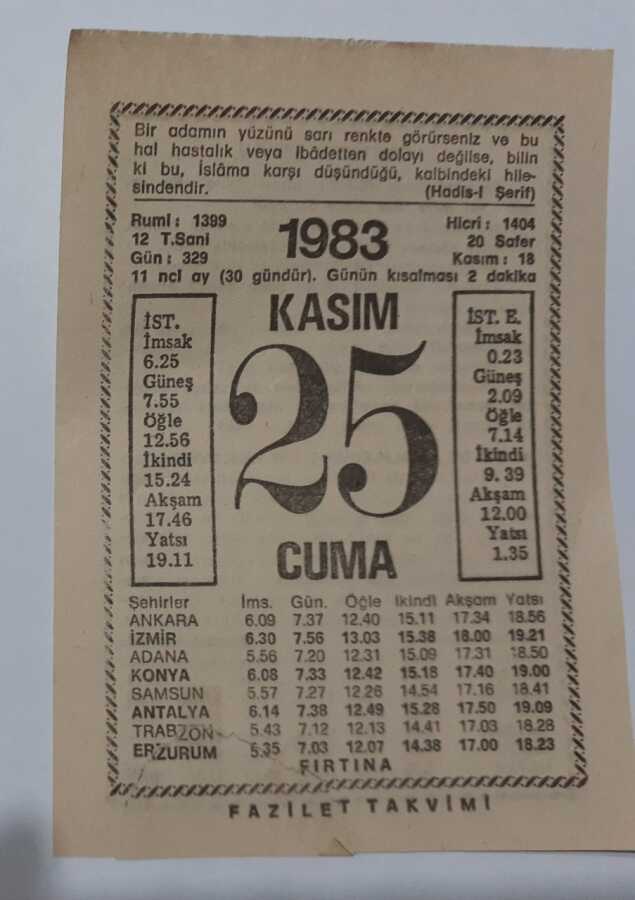 Bir adamın yüzünü sarı renkte görürseniz ve bu
hal hastalık veya ibâdetten dolayı değilse, bilin
ki bu, İslâma karşı düşündüğü, kalbindeki hile-
sindendir. (Hadis-i Şerif)
Rumi: 1399
12 T.Sani
Gün: 329
1983
Hicri: 1404
20 Safer
Kasım: 18
11 nci ay (30 gündür). Günün kısalması 2 dakika
KASIM
25
CUMA
İST.
İmsak
6.25
Güneş
7.55
Öğle
12.56
İkindi
15.24
Akşam
17.46
Yatsı
19.11
İST. E.
İmsak
0.23
Güneş
2.09
Öğle
7.14
İkindi
9.39
Akşam
12.00
Yatsı
1.35
Şehirler İms. Gün. Öğle İkindi Akşam Yatsı
ANKARA 6.09 7.37 12.40 15.11 17.34 18.56
İZMİR 6.30 7.56 13.03 15.38 18.00 19.21
ADANA 5.56 7.20 12.31 15.09 17.31 18.50
KONYA 6.08 7.33 12.42 15.18 17.40 19.00
SAMSUN 5.57 7.27 12.26 14.54 17.16 18.41
ANTALYA 6.14 7.38 12.49 15.28 17.50 19.09
TRABZON 5.43 7.12 12.13 14.41 17.03 18.28
ERZURUM 5.35 7.03 12.07 14.38 17.00 18.23
FIRTINA
FAZİLET TAKVİMİ